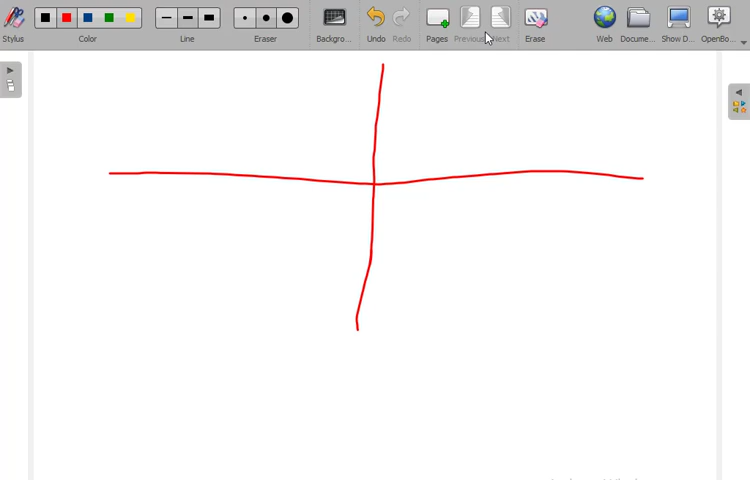 Stylus
Color
Line
Eraser
Backgro...
Undo
Redo
Pages
Previous
Next
Erase
Web
Docume...
Show D...
OpenBo...